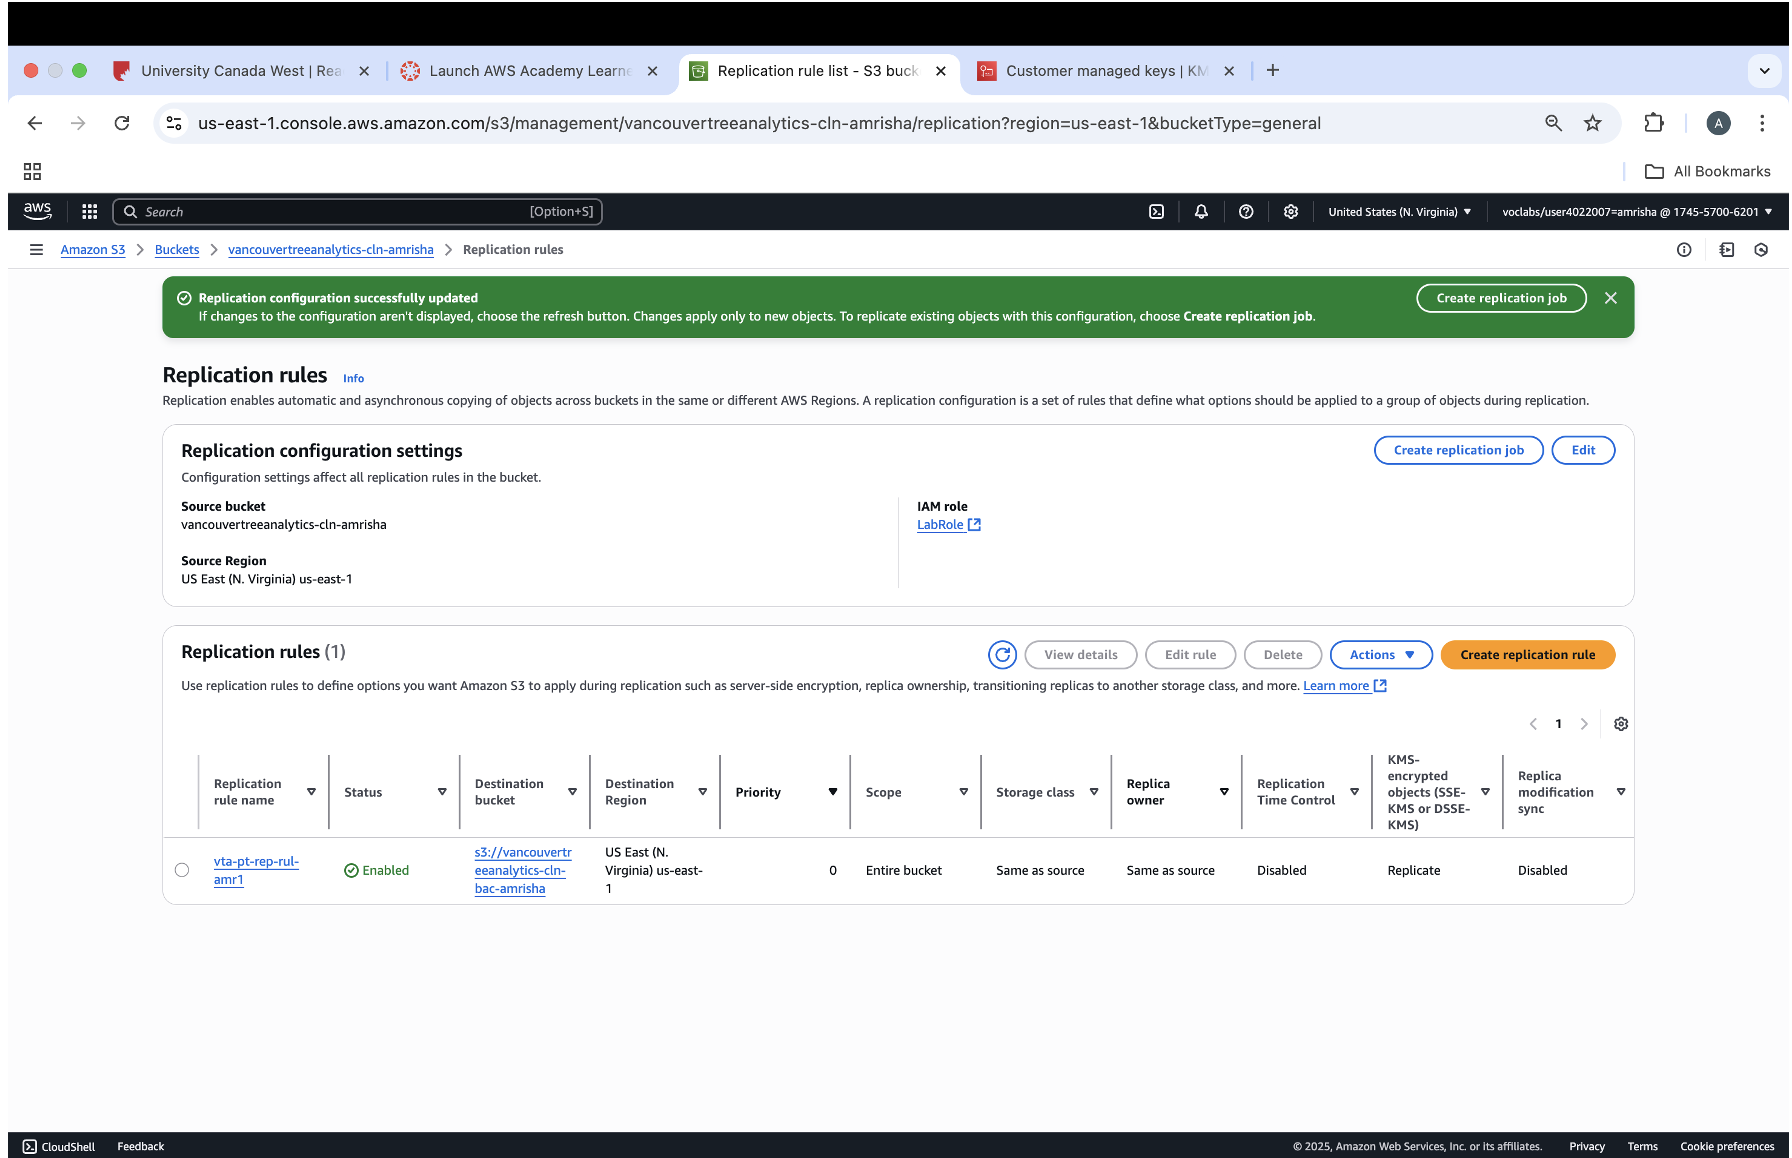 University Canada West | Rea
Launch AWS Academy Learne
Replication rule list - S3 buck
Customer managed keys | KM
us-east-1.console.aws.amazon.com/s3/management/vancouvertreeanalytics-cln-amrisha/replication?region=us-east-1&bucketType=general
A
All Bookmarks
aws
Search
[Option+S]
United States (N. Virginia)
voclabs/user4022007=amrisha @ 1745-5700-6201
Amazon S3
Buckets
vancouvertreeanalytics-cln-amrisha
Replication rules
Replication configuration successfully updated
If changes to the configuration aren't displayed, choose the refresh button. Changes apply only to new objects. To replicate existing objects with this configuration, choose Create replication job.
Create replication job
Replication rules Info
Replication enables automatic and asynchronous copying of objects across buckets in the same or different AWS Regions. A replication configuration is a set of rules that define what options should be applied to a group of objects during replication.
Replication configuration settings
Create replication job
Edit
Configuration settings affect all replication rules in the bucket.
Source bucket
vancouvertreeanalytics-cln-amrisha
Source Region
US East (N. Virginia) us-east-1
IAM role
LabRole
Replication rules (1)
View details
Edit rule
Delete
Actions
Create replication rule
Use replication rules to define options you want Amazon S3 to apply during replication such as server-side encryption, replica ownership, transitioning replicas to another storage class, and more. Learn more
1
Replication
rule name
Status
Destination
bucket
Destination
Region
Priority
Scope
Storage class
Replica
owner
Replication
Time Control
KMS-
encrypted
objects (SSE-
KMS or DSSE-
KMS)
Replica
modification
sync
vta-pt-rep-rul-
amr1
Enabled
s3://vancouvertr
eeanalytics-cln-
bac-amrisha
US East (N.
Virginia) us-east-
1
0
Entire bucket
Same as source
Same as source
Disabled
Replicate
Disabled
CloudShell
Feedback
© 2025, Amazon Web Services, Inc. or its affiliates.
Privacy
Terms
Cookie preferences